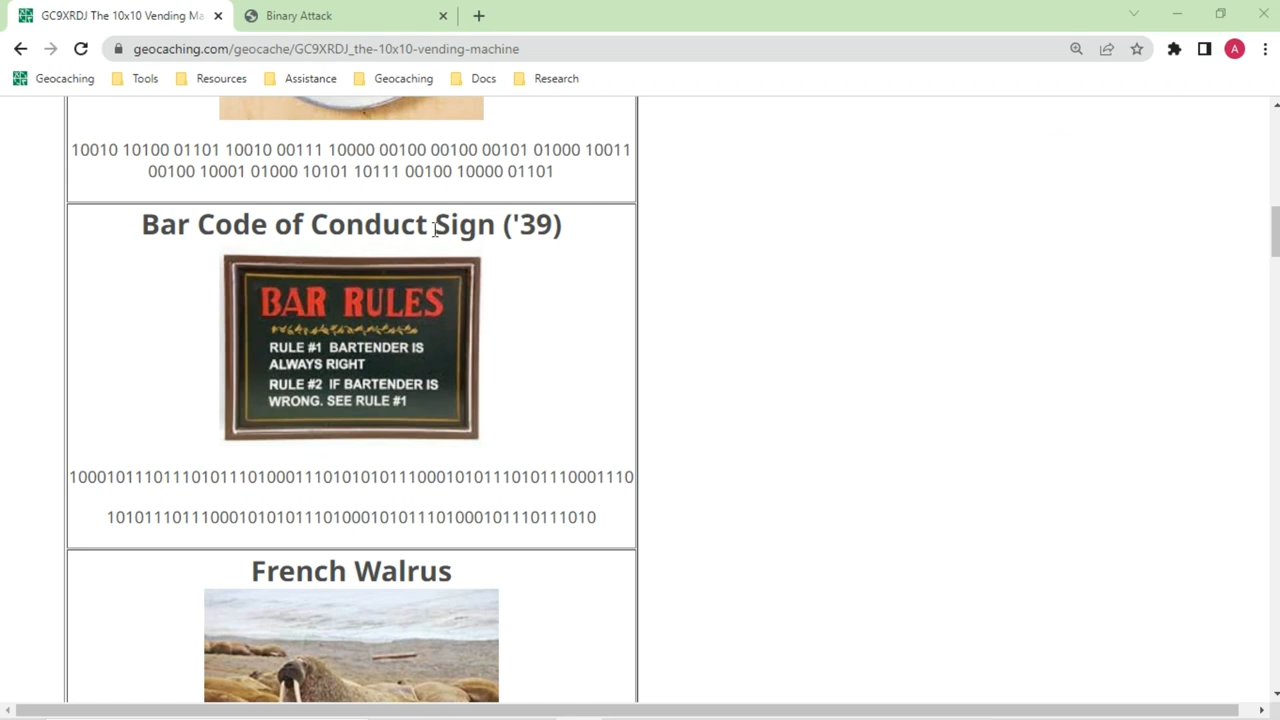 GC9XRDJ The 10x10 Vending Ma
Binary Attack
geocaching.com/geocache/GC9XRDJ_the-10x10-vending-machine
A
Geocaching
Tools
Resources
Assistance
Geocaching
Docs
Research
10010 10100 01101 10010 00111 10000 00100 00100 00101 01000 10011
00100 10001 01000 10101 10111 00100 10000 01101
Bar Code of Conduct Sign ('39)
BAR RULES
RULE #1 BARTENDER IS
ALWAYS RIGHT
RULE #2 IF BARTENDER IS
WRONG. SEE RULE #1
1000101110111010111010001110101010111000101011101011100011110
1010111011100010101011101000101011101000101110111010
French Walrus